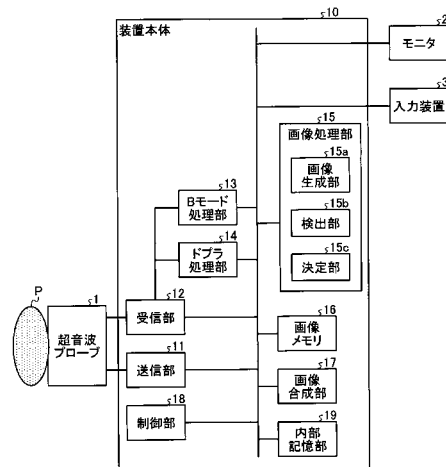 10
装置本体
2
モニタ
3
入力装置
15
画像処理部
15a
画像
生成部
15b
検出部
15c
決定部
13
Bモード
処理部
14
ドプラ
処理部
P
1
超音波
プローブ
12
受信部
11
送信部
18
制御部
16
画像
メモリ
17
画像
合成部
19
内部
記憶部